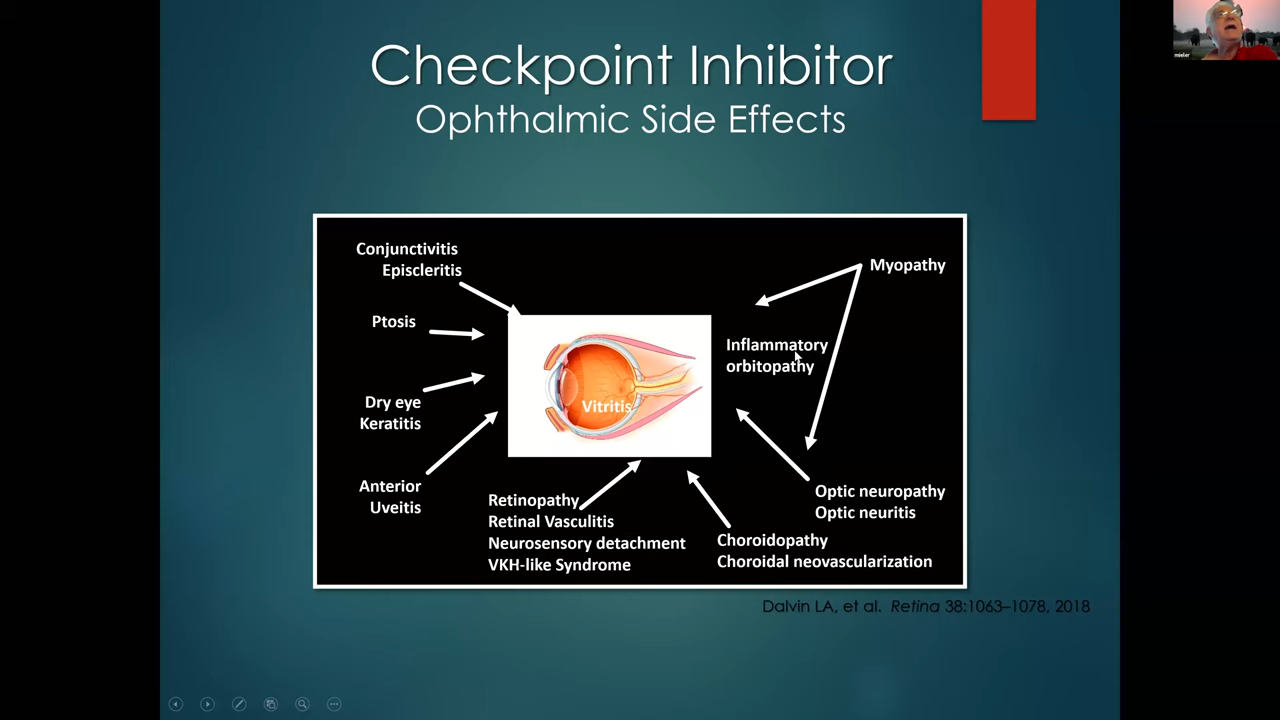 Checkpoint Inhibitor
Ophthalmic Side Effects
Conjunctivitis
Episcleritis
Ptosis
Dry eye
Keratitis
Anterior
Uveitis
Vitritis
Retinopathy
Retinal Vasculitis
Neurosensory detachment
VKH-like Syndrome
Choroidopathy
Choroidal neovascularization
Myopathy
Inflammatory
orbitopathy
Optic neuropathy
Optic neuritis
Dalvin LA, et al. Retina 38:1063–1078, 2018
mieler